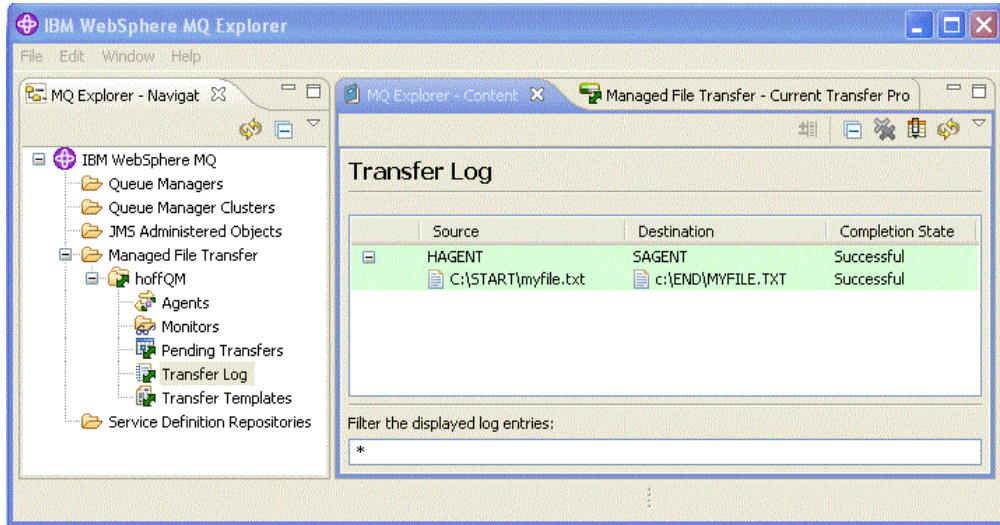 IBM WebSphere MQ Explorer
File Edit Window Help
MQ Explorer - Navigat
IBM WebSphere MQ
Queue Managers
Queue Manager Clusters
JMS Administered Objects
Managed File Transfer
hoffQM
Agents
Monitors
Pending Transfers
Transfer Log
Transfer Templates
Service Definition Repositories
MQ Explorer - Content
Managed File Transfer - Current Transfer Pro
Transfer Log
Source Destination Completion State
HAGENT SAGENT Successful
C:\START\myfile.txt c:\END\MYFILE.TXT Successful
Filter the displayed log entries:
*